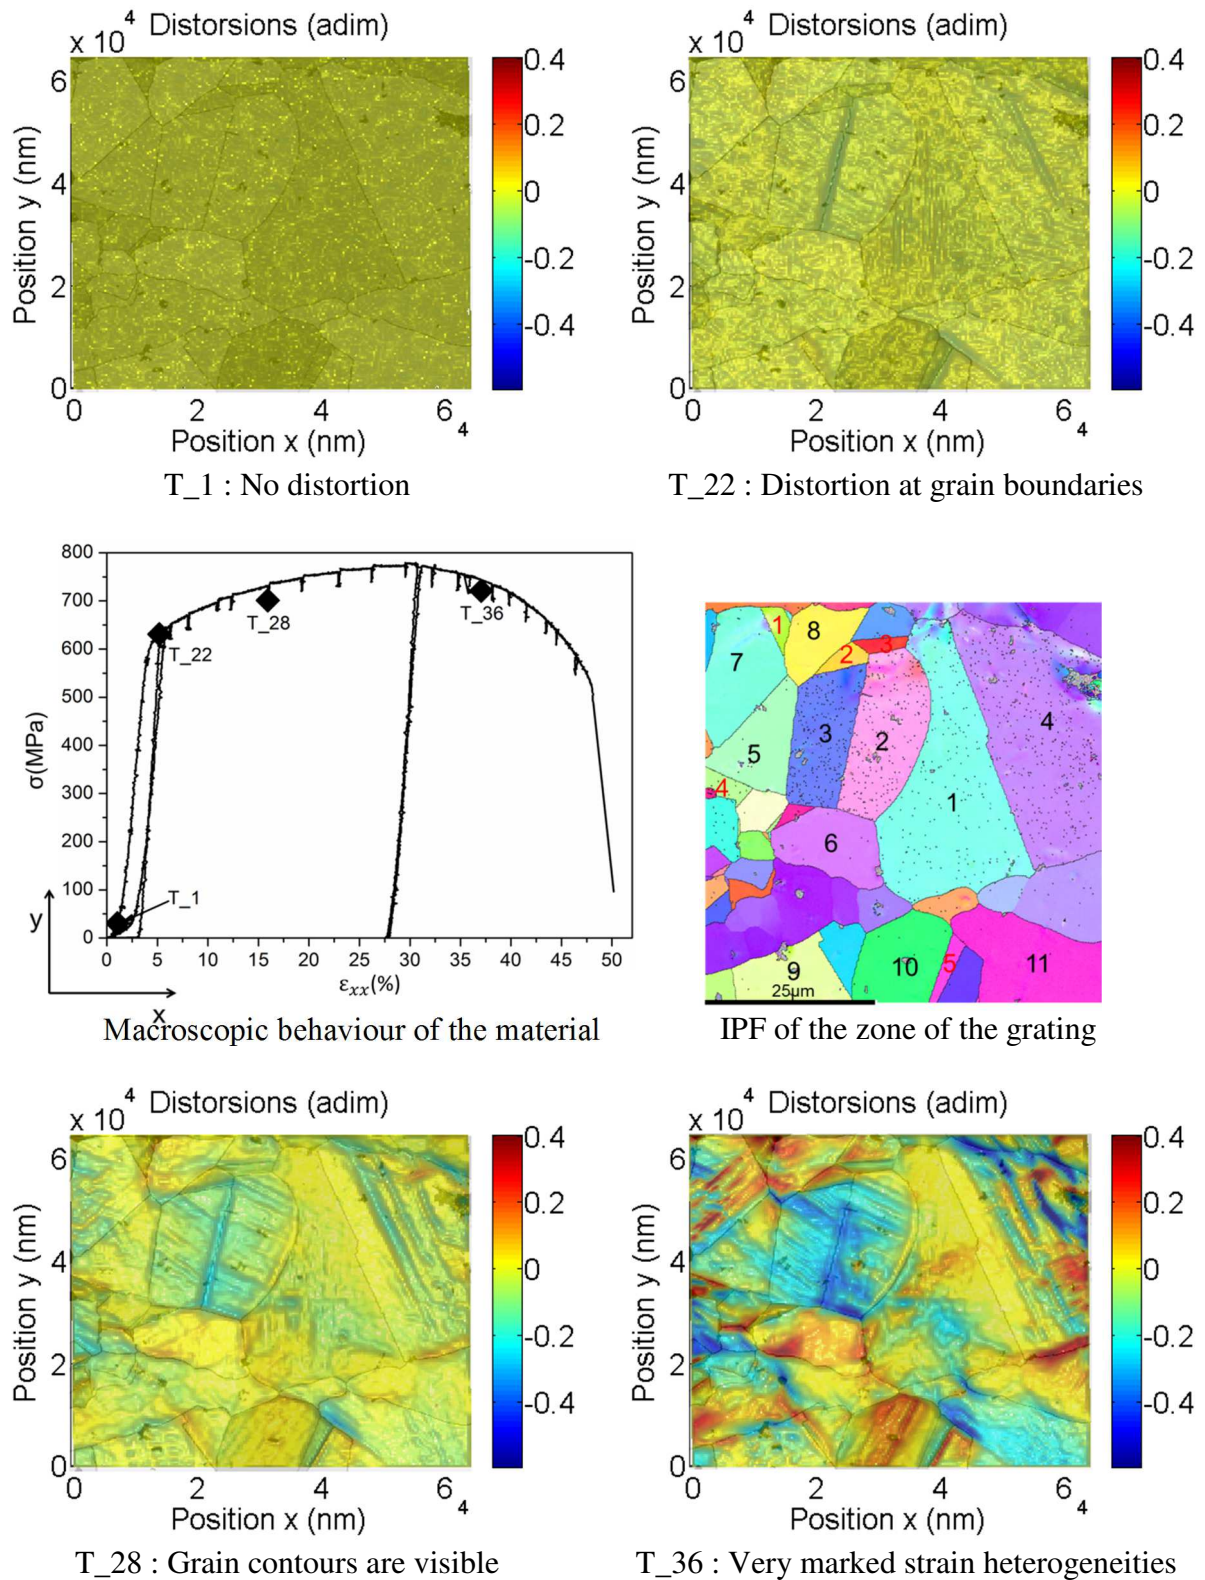 Distorsions (adim)
x 10⁴
6
4
2
0
Position y (nm)
0 2 4 6 4
Position x (nm)
0.4
0.2
0
-0.2
-0.4
T_1 : No distortion
Distorsions (adim)
x 10⁴
6
4
2
0
Position y (nm)
0 2 4 6 4
Position x (nm)
0.4
0.2
0
-0.2
-0.4
T_22 : Distortion at grain boundaries
800
700
600
500
400
300
200
100
0
σ(MPa)
T_22
T_28
T_36
T_1
y
x
0 5 10 15 20 25 30 35 40 45 50
εxx(%)
Macroscopic behaviour of the material
1 8 3
2
7
3 2 4
5
4 1
6
9 10 5 11
25µm
IPF of the zone of the grating
Distorsions (adim)
x 10⁴
6
4
2
0
Position y (nm)
0 2 4 6 4
Position x (nm)
0.4
0.2
0
-0.2
-0.4
T_28 : Grain contours are visible
Distorsions (adim)
x 10⁴
6
4
2
0
Position y (nm)
0 2 4 6 4
Position x (nm)
0.4
0.2
0
-0.2
-0.4
T_36 : Very marked strain heterogeneities